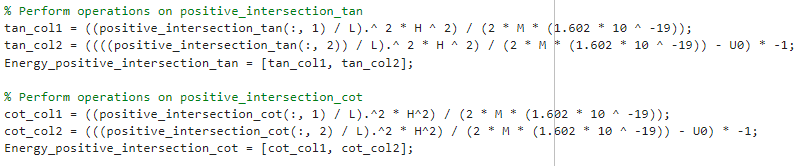 % Perform operations on positive_intersection_tan
tan_col1 = ((positive_intersection_tan(:, 1) / L).^ 2 * H ^ 2) / (2 * M * (1.602 * 10 ^ -19));
tan_col2 = ((((positive_intersection_tan(:, 2)) / L).^ 2 * H ^ 2) / (2 * M * (1.602 * 10 ^ -19)) - U0) * -1;
Energy_positive_intersection_tan = [tan_col1, tan_col2];
% Perform operations on positive_intersection_cot
cot_col1 = ((positive_intersection_cot(:, 1) / L).^2 * H^2) / (2 * M * (1.602 * 10 ^ -19));
cot_col2 = (((positive_intersection_cot(:, 2) / L).^2 * H^2) / (2 * M * (1.602 * 10 ^ -19)) - U0) * -1;
Energy_positive_intersection_cot = [cot_col1, cot_col2];